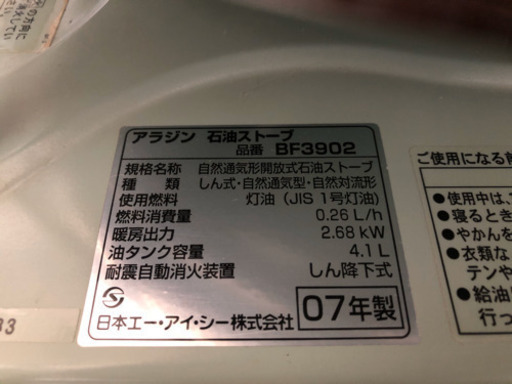 その方向に
アラジン 石油ストーブ
品番 BF3902
規格名称 自然通気形開放式石油ストーブ
種類 しん式・自然通気型・自然対流形
使用燃料 灯油(JIS 1号灯油)
燃料消費量 0.26 L/h
暖房出力 2.68 kW
油タンク容量 4.1 L
耐震自動消火装置 しん降下式
日本エー・アイ・シー株式会社 07年製
33
ご使用になる前
●使用中は、
●寝るとき
●やかんを
●衣類な
テンや
●給油
行っ